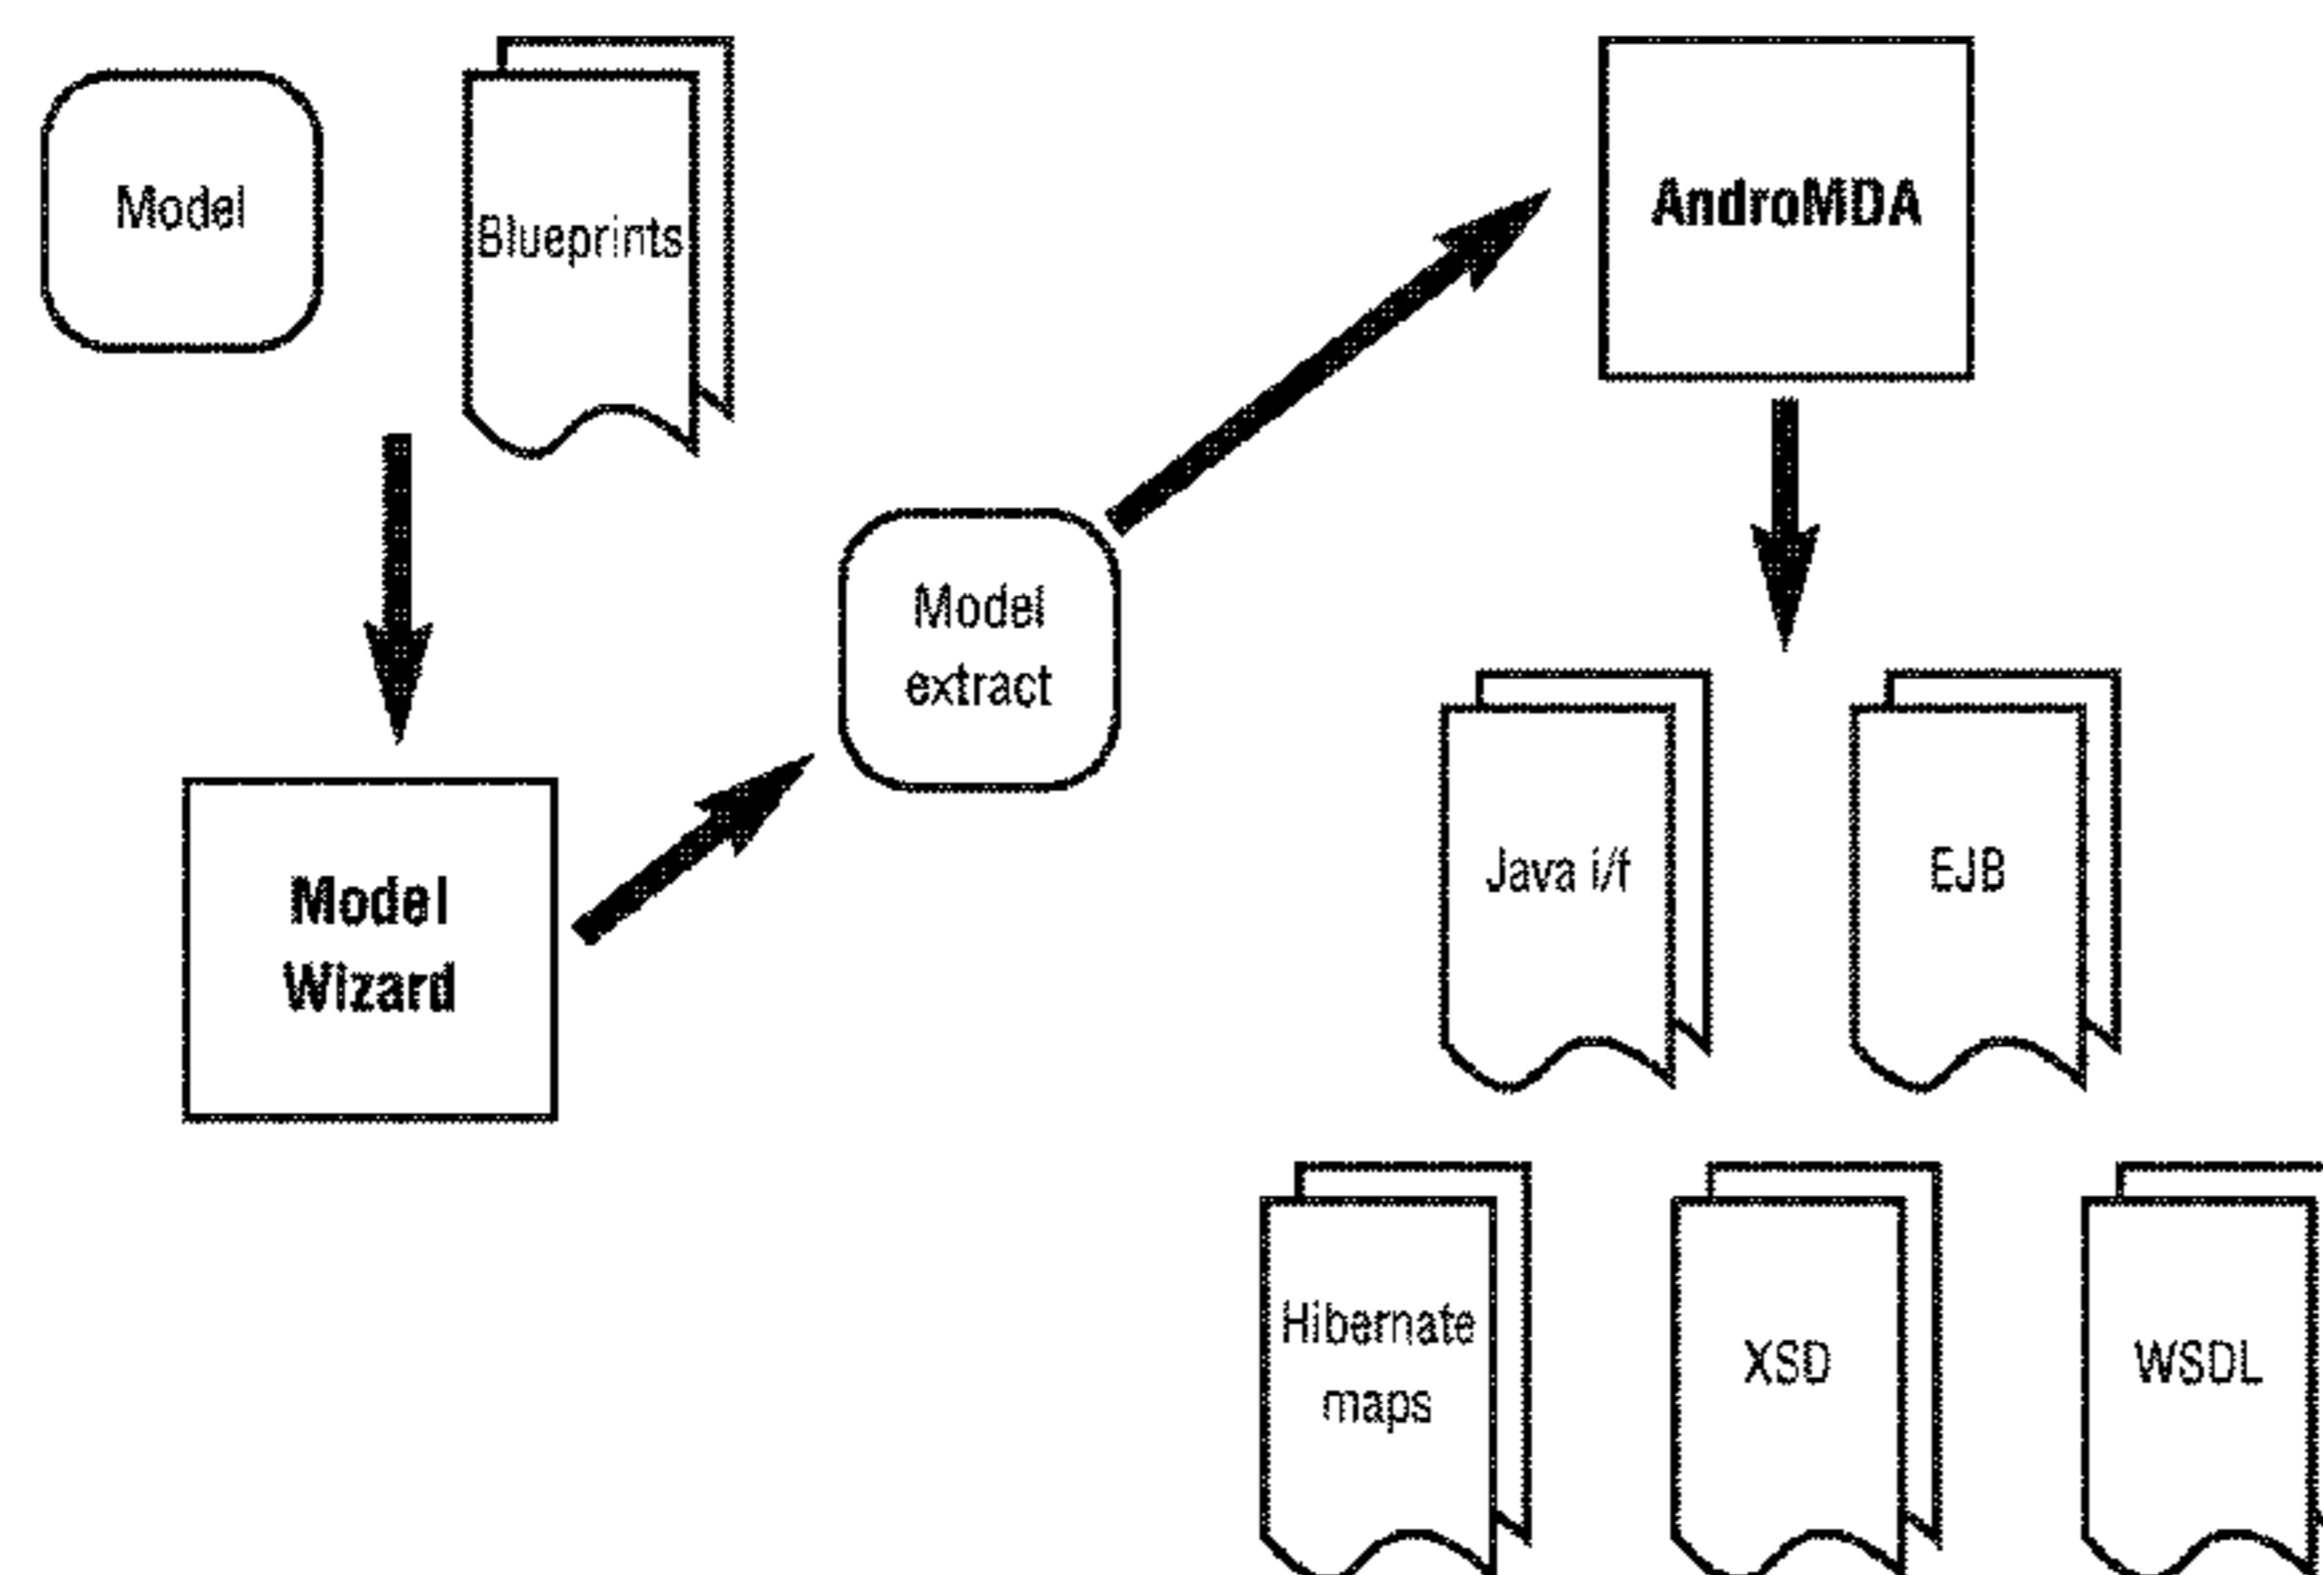 Model
Blueprints
AndroMDA
Model
extract
Model
Wizard
Java i/f
EJB
Hibernate
maps
XSD
WSDL